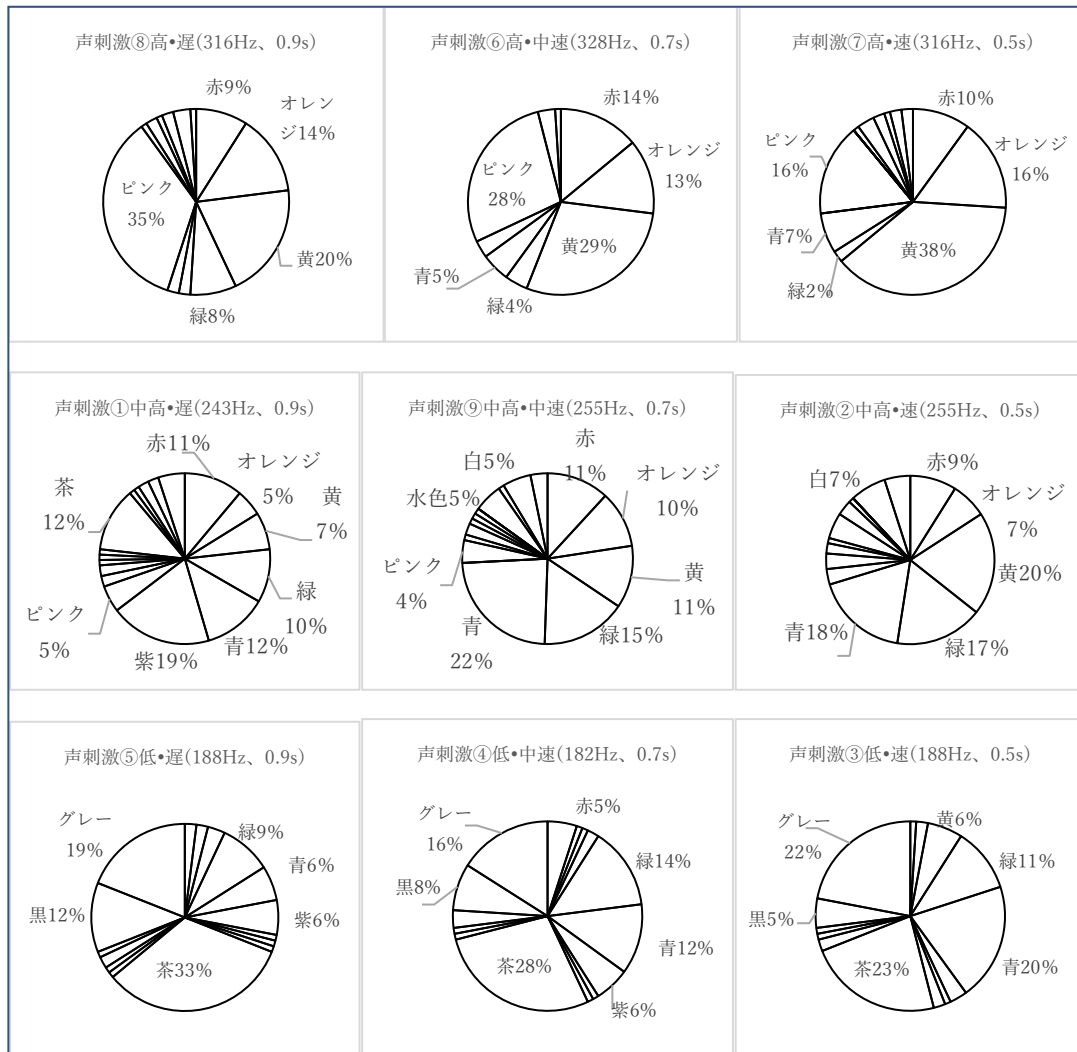 声刺激⑧高•遅(316Hz、0.9s)
赤9%
オレン
ジ14%
黄20%
緑8%
ピンク
35%
声刺激⑥高•中速(328Hz、0.7s)
赤14%
オレンジ
13%
黄29%
緑4%
青5%
ピンク
28%
声刺激⑦高•速(316Hz、0.5s)
赤10%
オレンジ
16%
黄38%
緑2%
青7%
ピンク
16%
声刺激①中高•遅(243Hz、0.9s)
赤11%
オレンジ
5%
黄
7%
緑
10%
青12%
紫19%
ピンク
5%
茶
12%
声刺激⑨中高•中速(255Hz、0.7s)
赤
11%
オレンジ
10%
黄
11%
緑15%
青
22%
ピンク
4%
水色5%
白5%
声刺激②中高•速(255Hz、0.5s)
赤9%
オレンジ
7%
黄20%
緑17%
青18%
白7%
声刺激⑤低•遅(188Hz、0.9s)
緑9%
青6%
紫6%
茶33%
黒12%
グレー
19%
声刺激④低•中速(182Hz、0.7s)
赤5%
緑14%
青12%
紫6%
茶28%
黒8%
グレー
16%
声刺激③低•速(188Hz、0.5s)
黄6%
緑11%
青20%
茶23%
黒5%
グレー
22%